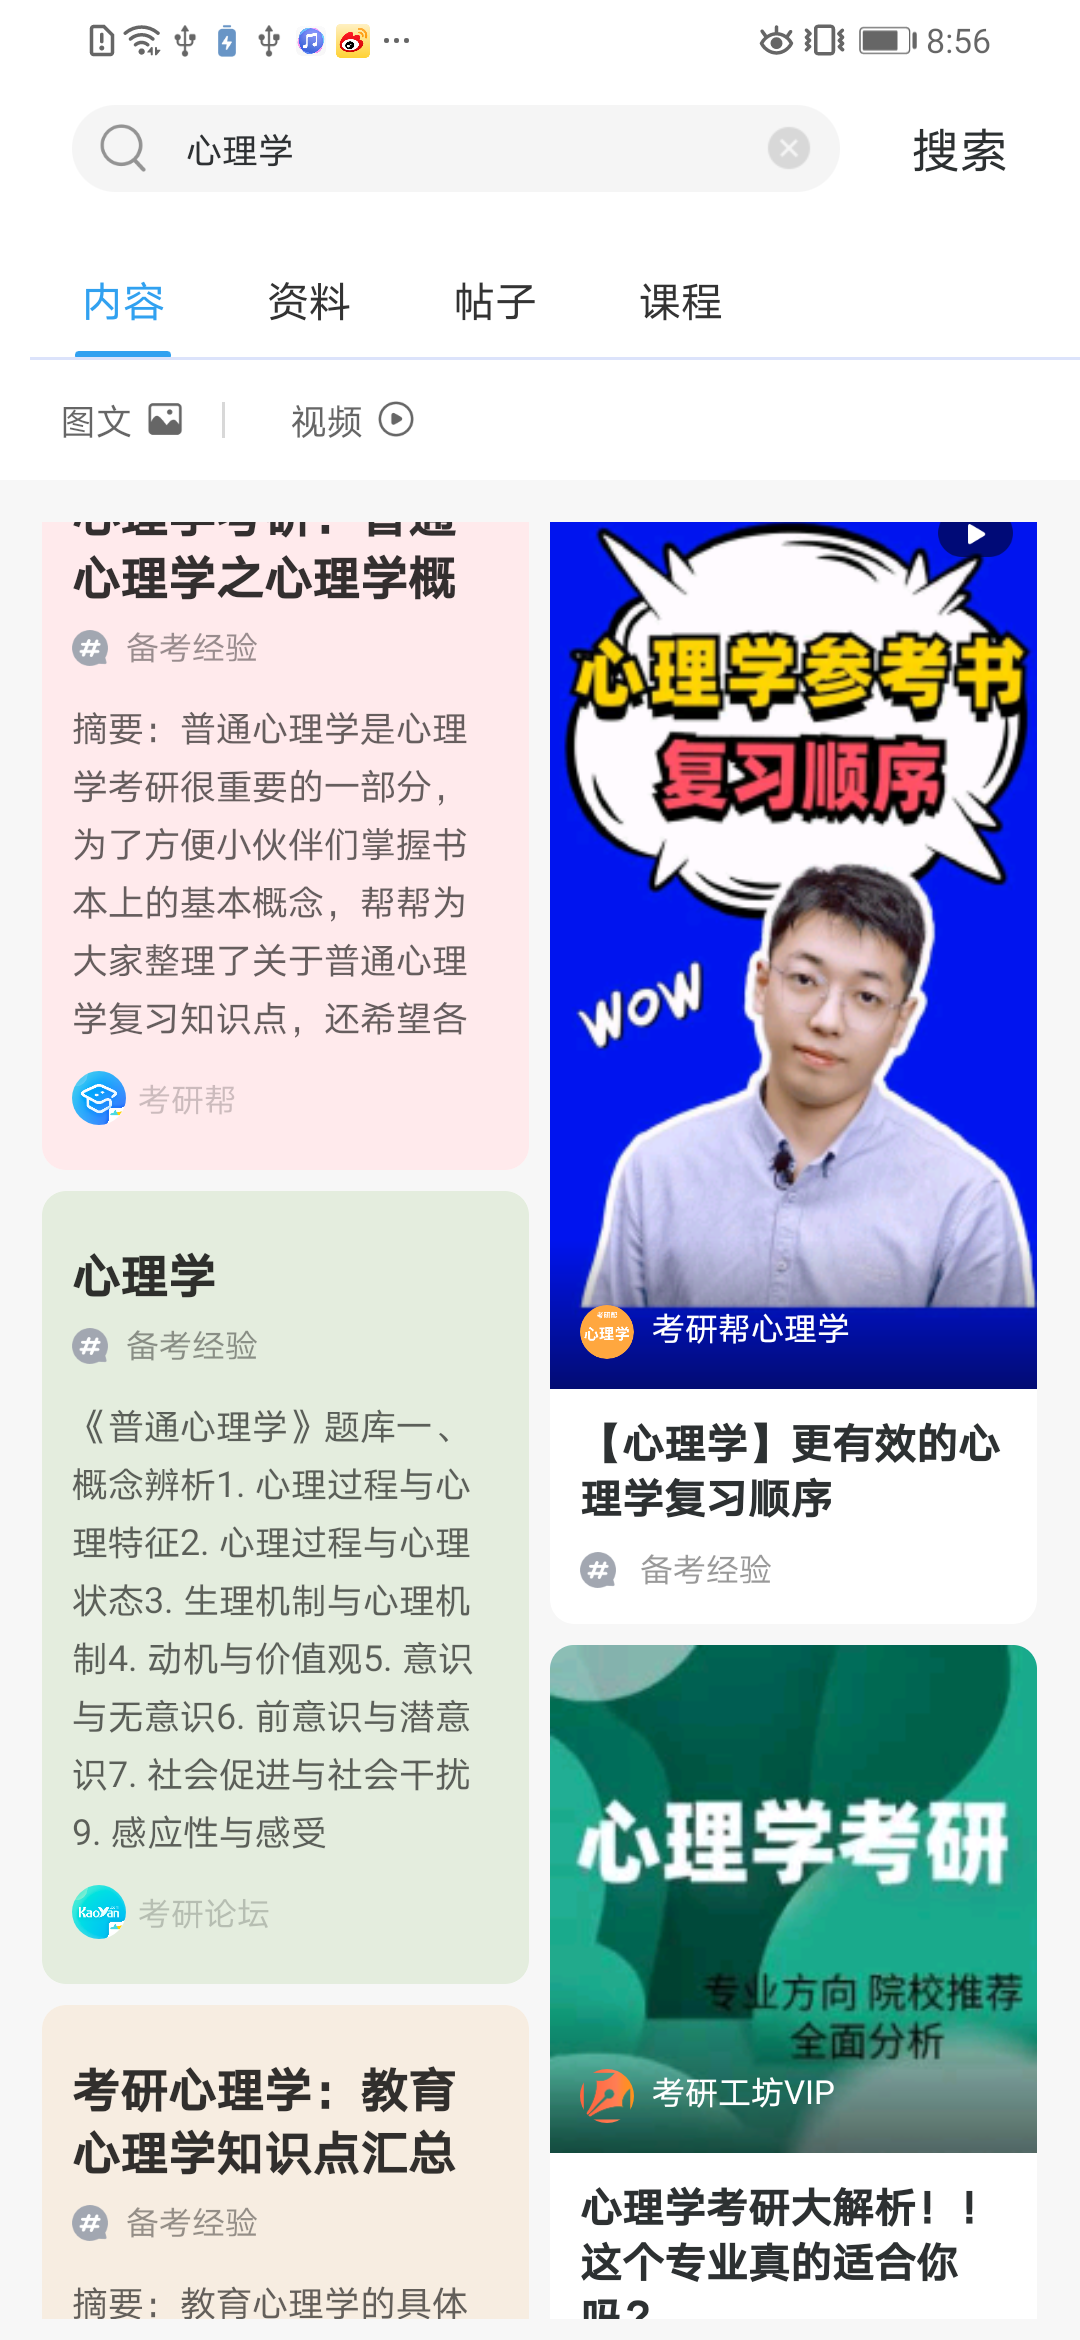 8:56
心理学
搜索
内容 资料 帖子 课程
图文 视频
心理学考研：普通
心理学之心理学概
备考经验
摘要：普通心理学是心理
学考研很重要的一部分，
为了方便小伙伴们掌握书
本上的基本概念，帮帮为
大家整理了关于普通心理
学复习知识点，还希望各
考研帮
心理学
备考经验
《普通心理学》题库一、
概念辨析1. 心理过程与心
理特征2. 心理过程与心理
状态3. 生理机制与心理机
制4. 动机与价值观5. 意识
与无意识6. 前意识与潜意
识7. 社会促进与社会干扰
9. 感应性与感受
KaoYan
考研论坛
考研心理学：教育
心理学知识点汇总
备考经验
摘要：教育心理学的具体
心理学参考书
复习顺序
WOW
考研帮
心理学
考研帮心理学
【心理学】更有效的心
理学复习顺序
备考经验
心理学考研
专业方向 院校推荐
全面分析
考研工坊VIP
心理学考研大解析！！
这个专业真的适合你
吗？